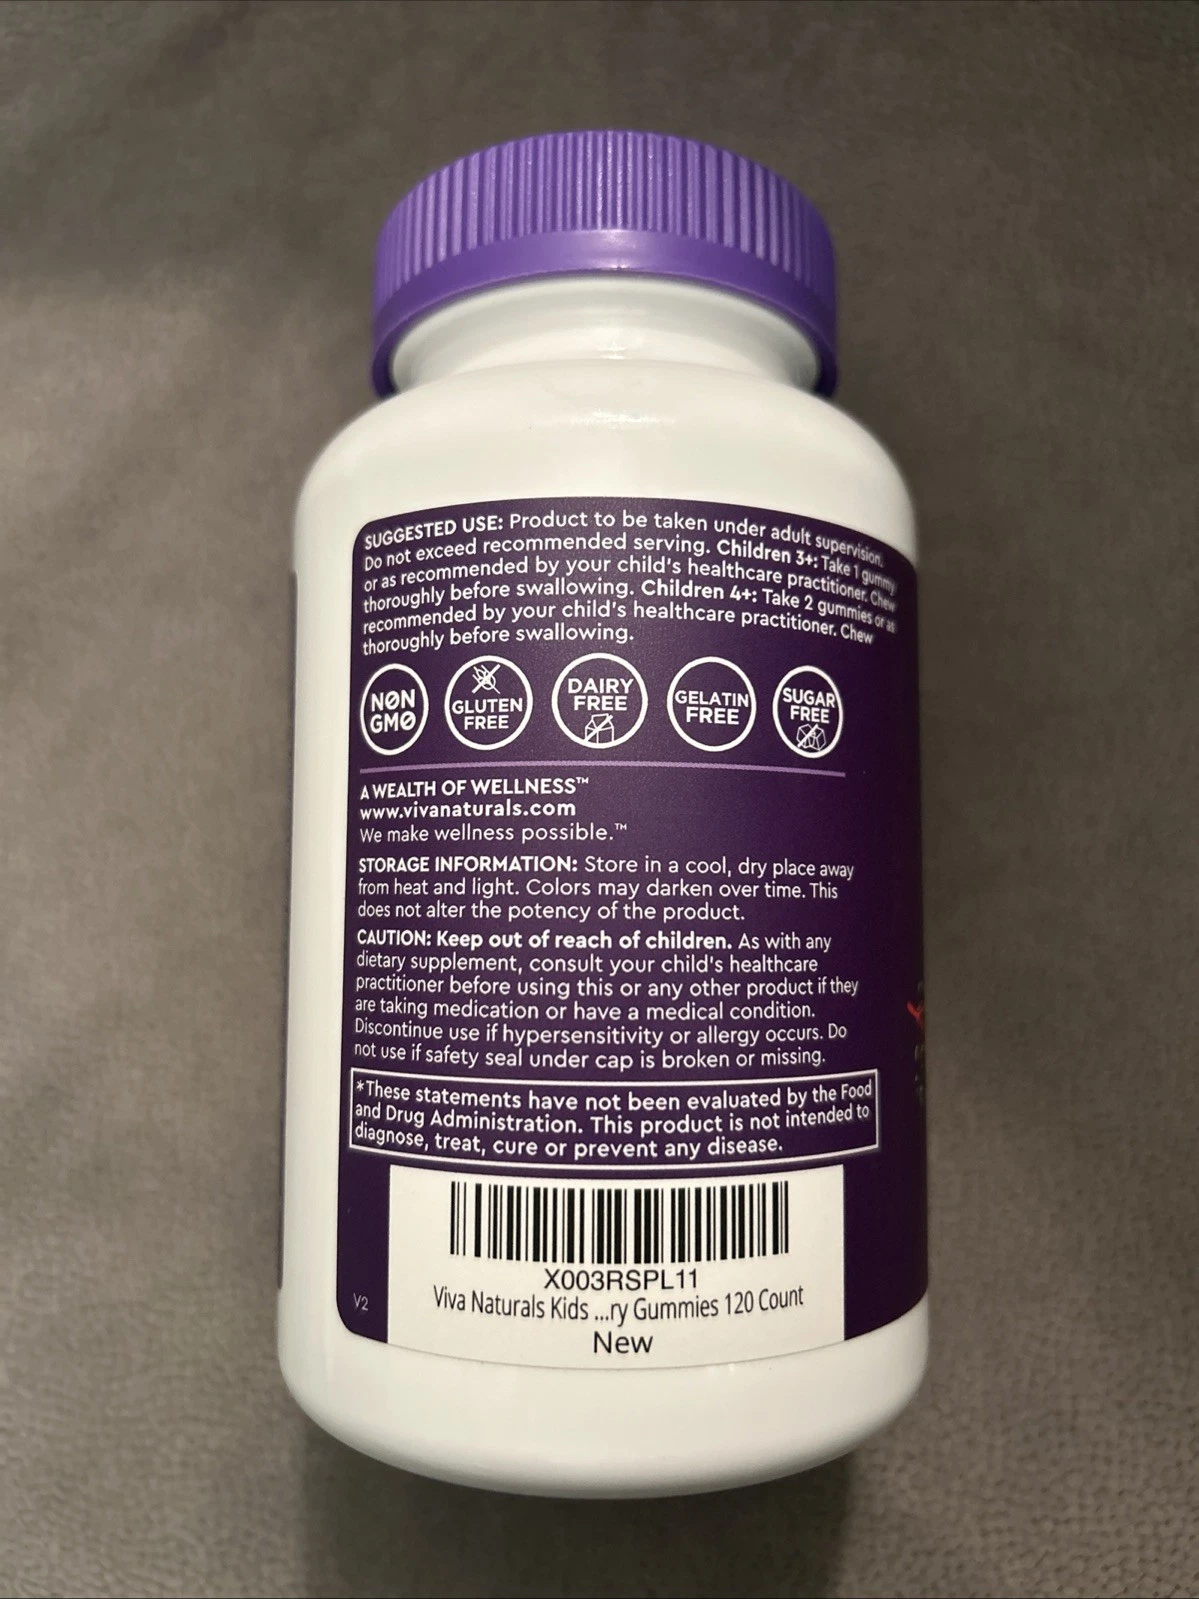 SUGGESTED USE: Product to be taken under adult supervision.
Do not exceed recommended serving. Children 3+: Take 1 gummy
or as recommended by your child's healthcare practitioner. Chew
thoroughly before swallowing. Children 4+: Take 2 gummies or as
recommended by your child's healthcare practitioner. Chew
thoroughly before swallowing.
NON
GMO
GLUTEN
FREE
DAIRY
FREE
GELATIN
FREE
SUGAR
FREE
A WEALTH OF WELLNESS™
www.vivanaturals.com
We make wellness possible.™
STORAGE INFORMATION: Store in a cool, dry place away
from heat and light. Colors may darken over time. This
does not alter the potency of the product.
CAUTION: Keep out of reach of children. As with any
dietary supplement, consult your child's healthcare
practitioner before using this or any other product if they
are taking medication or have a medical condition.
Discontinue use if hypersensitivity or allergy occurs. Do
not use if safety seal under cap is broken or missing.
*These statements have not been evaluated by the Food
and Drug Administration. This product is not intended to
diagnose, treat, cure or prevent any disease.
X003RSPL11
Viva Naturals Kids ...ry Gummies 120 Count
New
V2